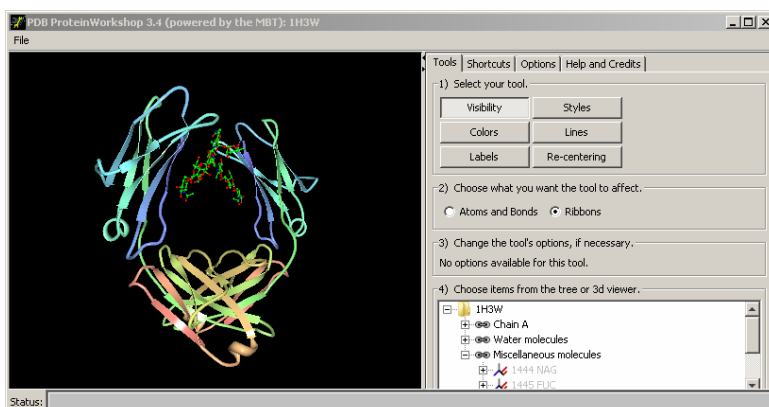 PDB ProteinWorkshop 3.4 (powered by the MBT): 1H3W
File
Tools Shortcuts Options Help and Credits
1) Select your tool.
Visibility Styles
Colors Lines
Labels Re-centering
2) Choose what you want the tool to affect.
Atoms and Bonds Ribbons
3) Change the tool's options, if necessary.
No options available for this tool.
4) Choose items from the tree or 3d viewer.
1H3W
Chain A
Water molecules
Miscellaneous molecules
1444 NAG
1445 FUC
Status: